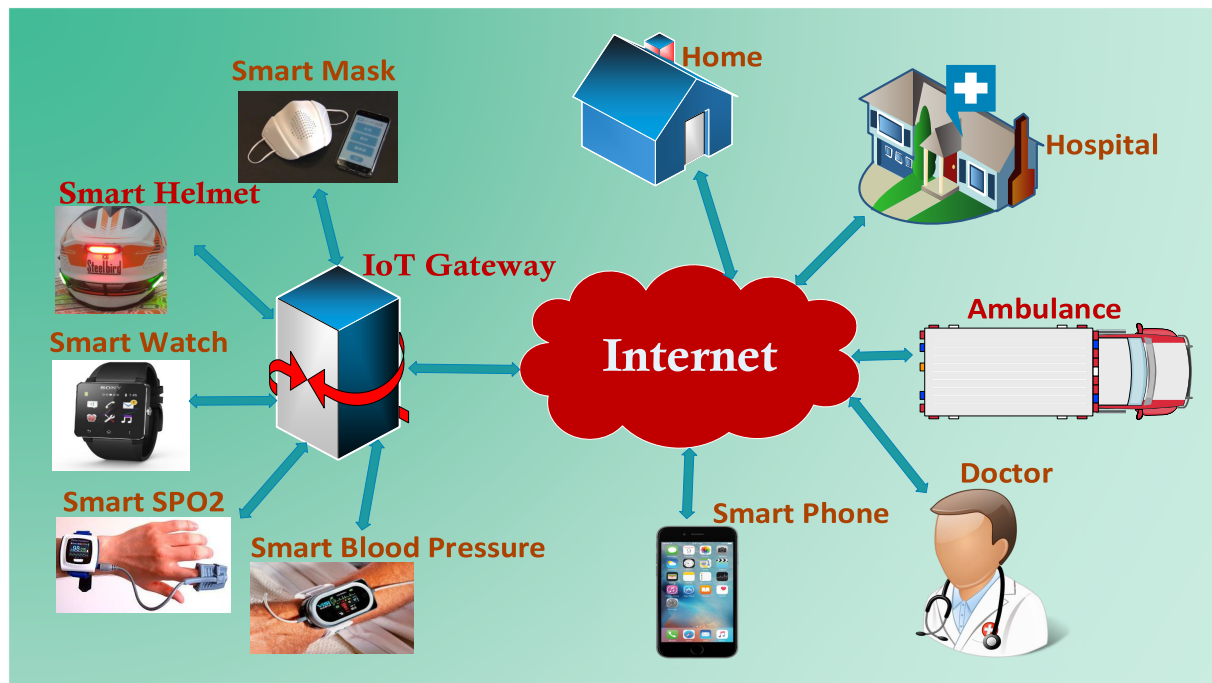 Smart Mask
Home
Hospital
Smart Helmet
Steelbird
IoT Gateway
Ambulance
Smart Watch
Internet
SONY
Doctor
Smart SPO2
Smart Phone
98
Smart Blood Pressure